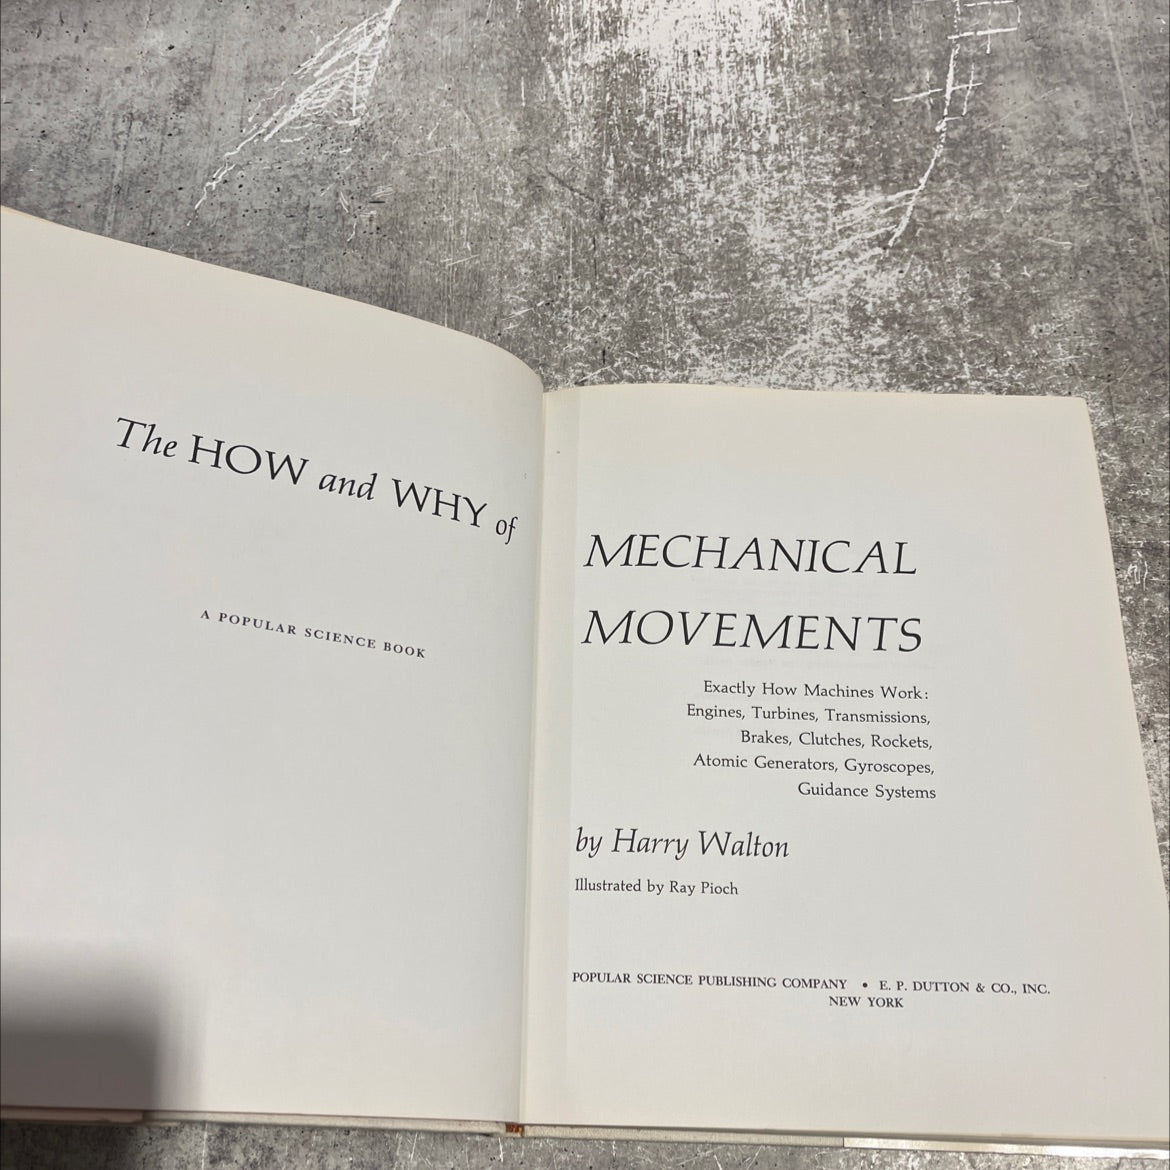 The HOW and WHY of
A POPULAR SCIENCE BOOK
MECHANICAL
MOVEMENTS
Exactly How Machines Work:
Engines, Turbines, Transmissions,
Brakes, Clutches, Rockets,
Atomic Generators, Gyroscopes,
Guidance Systems
by Harry Walton
Illustrated by Ray Pioch
POPULAR SCIENCE PUBLISHING COMPANY • E. P. DUTTON & CO., INC.
NEW YORK